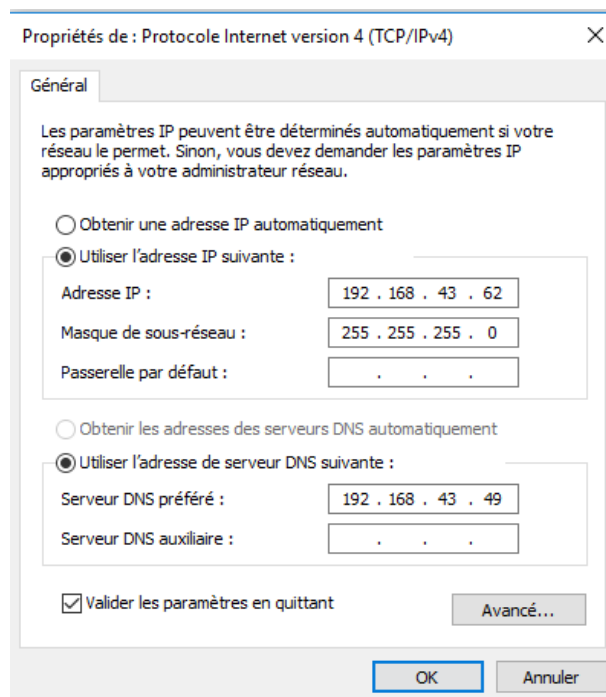 Propriétés de : Protocole Internet version 4 (TCP/IPv4)
Général
Les paramètres IP peuvent être déterminés automatiquement si votre
réseau le permet. Sinon, vous devez demander les paramètres IP
appropriés à votre administrateur réseau.
Obtenir une adresse IP automatiquement
Utiliser l'adresse IP suivante :
Adresse IP : 192 . 168 . 43 . 62
Masque de sous-réseau : 255 . 255 . 255 . 0
Passerelle par défaut : . . .
Obtenir les adresses des serveurs DNS automatiquement
Utiliser l'adresse de serveur DNS suivante :
Serveur DNS préféré : 192 . 168 . 43 . 49
Serveur DNS auxiliaire : . . .
Valider les paramètres en quittant
Avancé...
OK Annuler